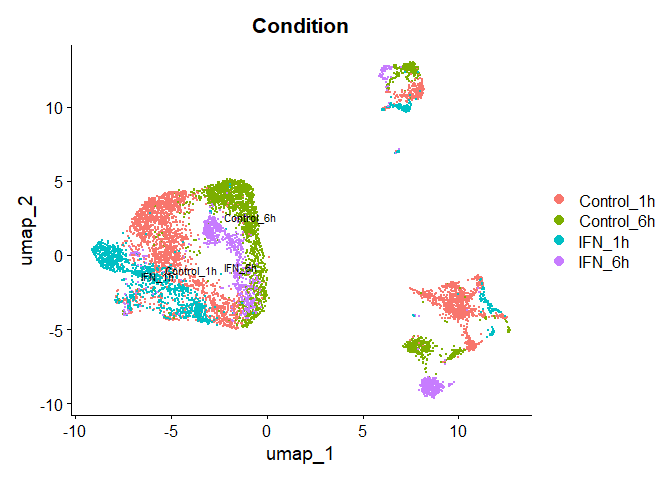 Condition
umap_2
10
5
0
-5
-10
Control_6h
Control_1h
IFN_1h
IFN_6h
-10
-5
0
5
10
umap_1
Control_1h
Control_6h
IFN_1h
IFN_6h